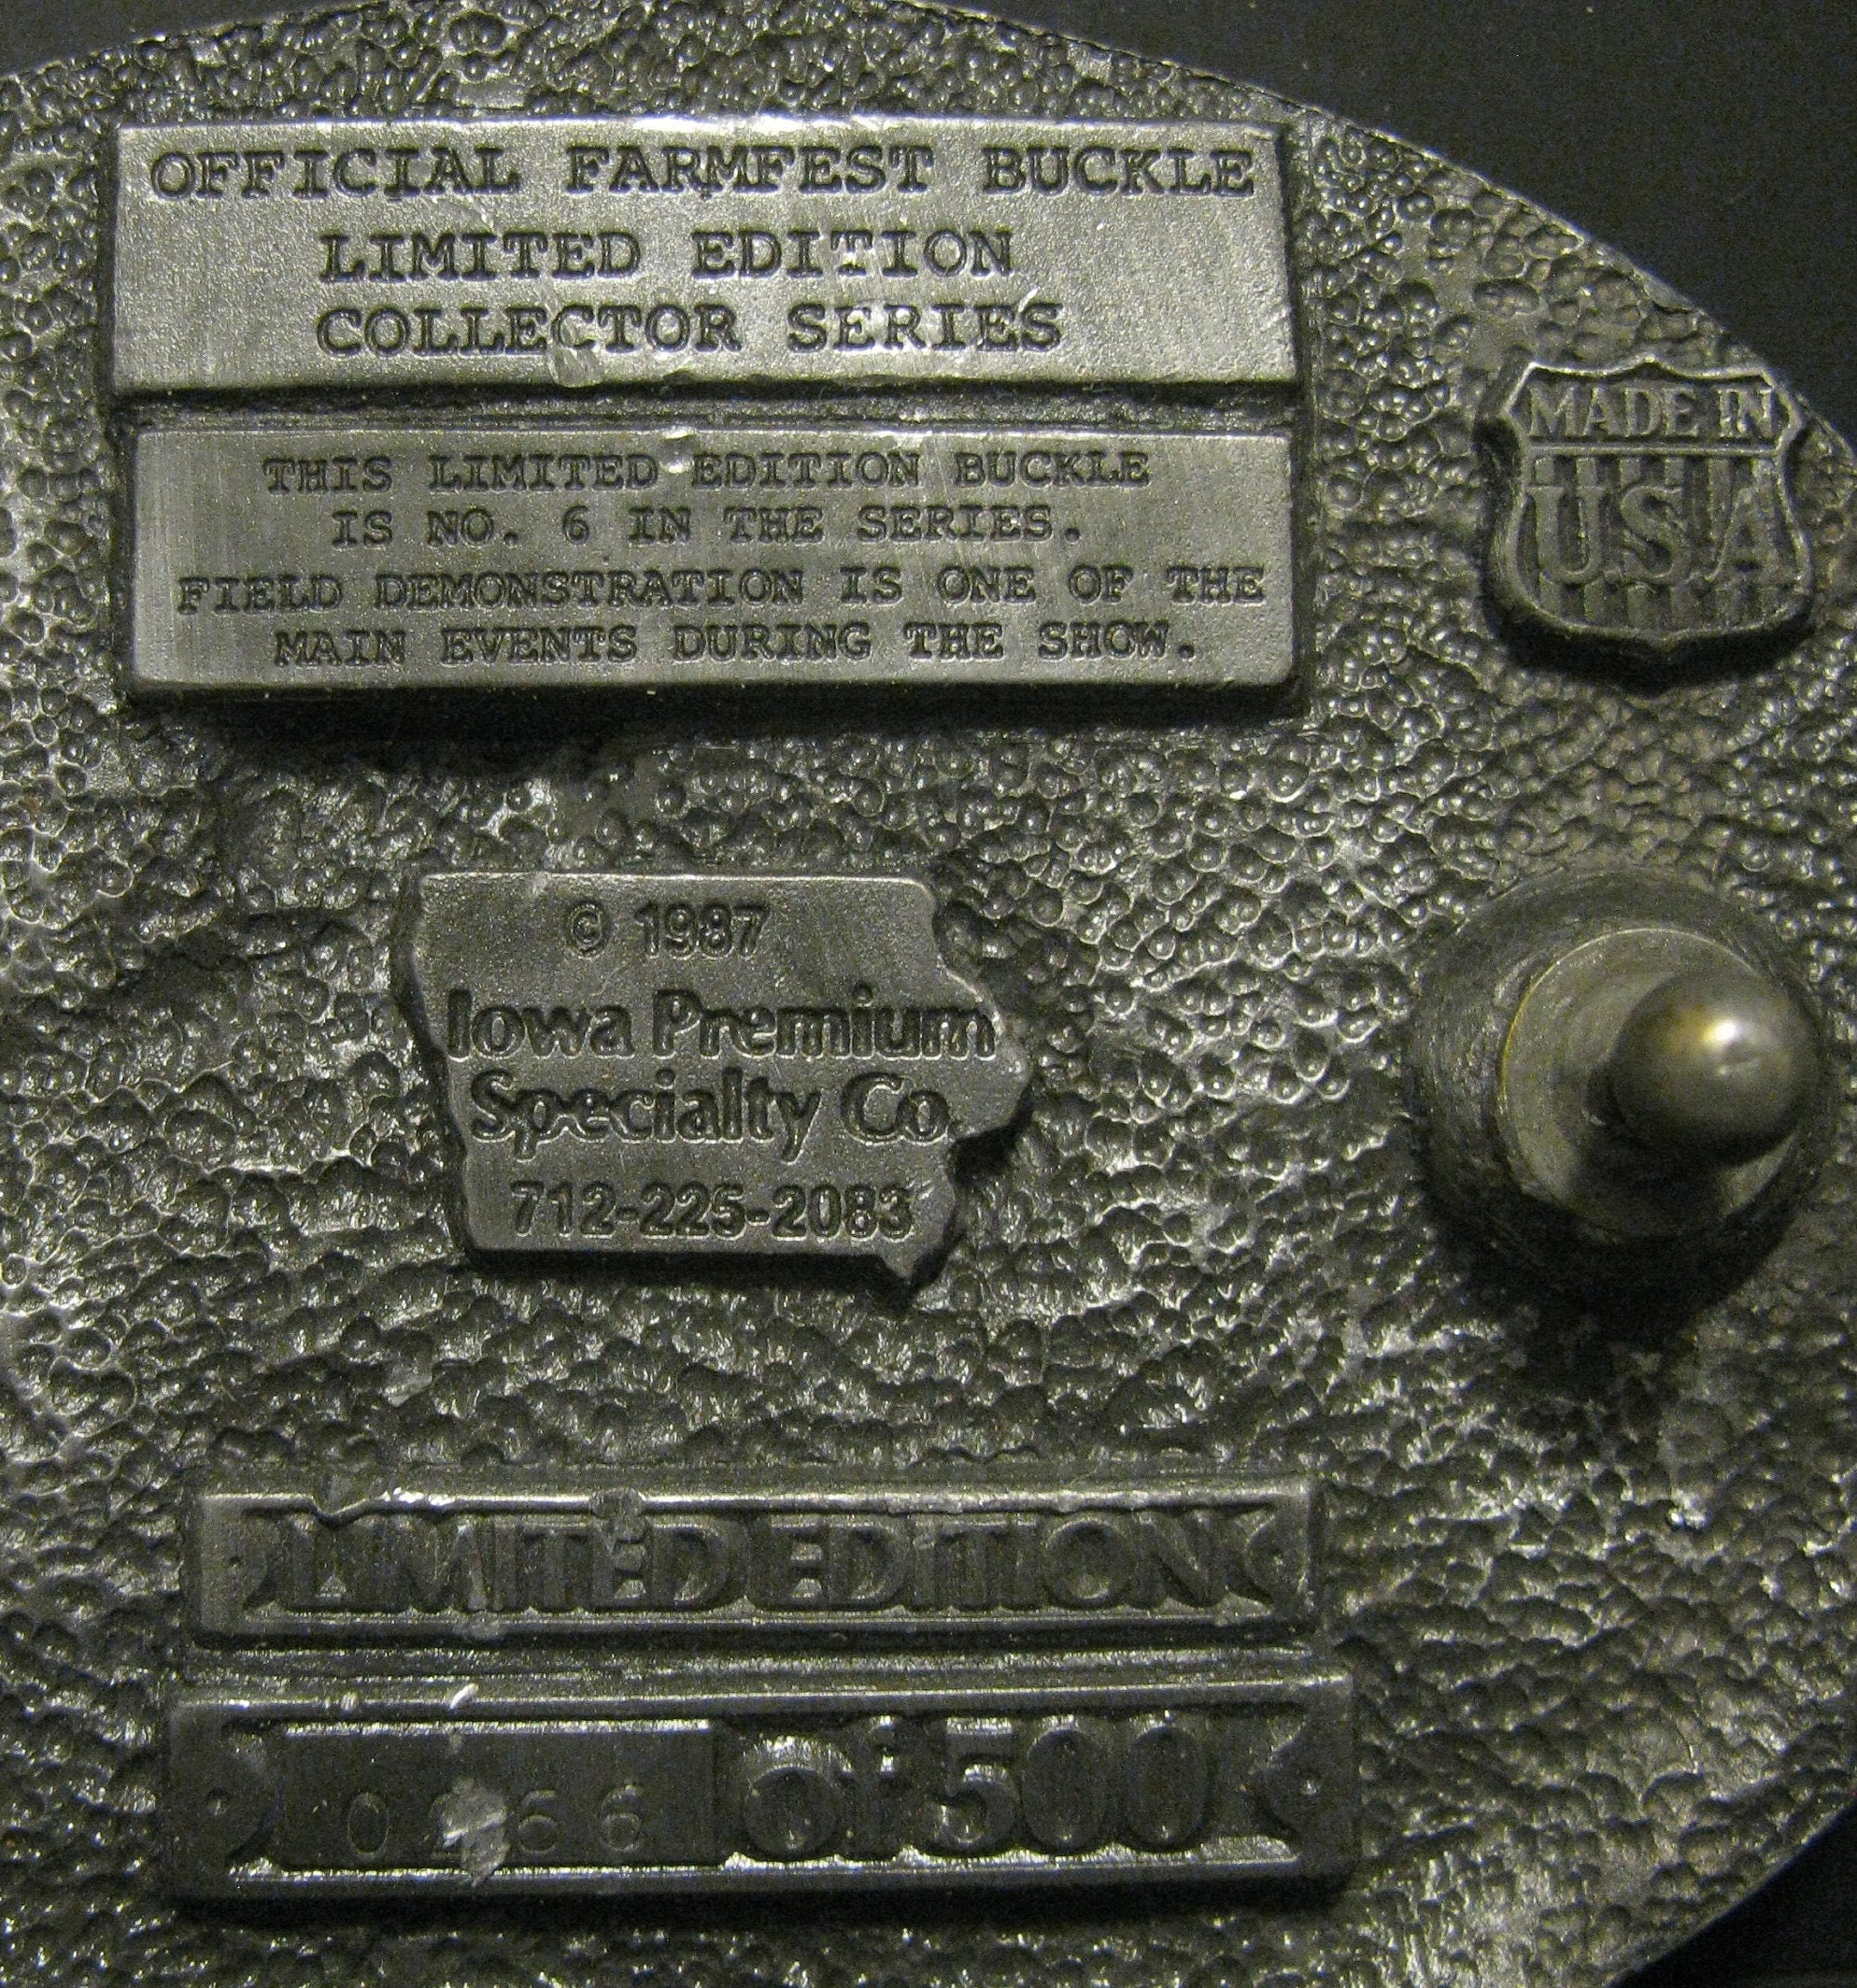 OFFICIAL FARMFEST BUCKLE
LIMITED EDITION
COLLECTOR SERIES
THIS LIMITED EDITION BUCKLE
IS NO. 6 IN THE SERIES.
FIELD DEMONSTRATION IS ONE OF THE
MAIN EVENTS DURING THE SHOW.
MADE IN
U.S.A
© 1987
Iowa Premium
Specialty Co.
712-225-2083
LIMITED EDITION
Of 500